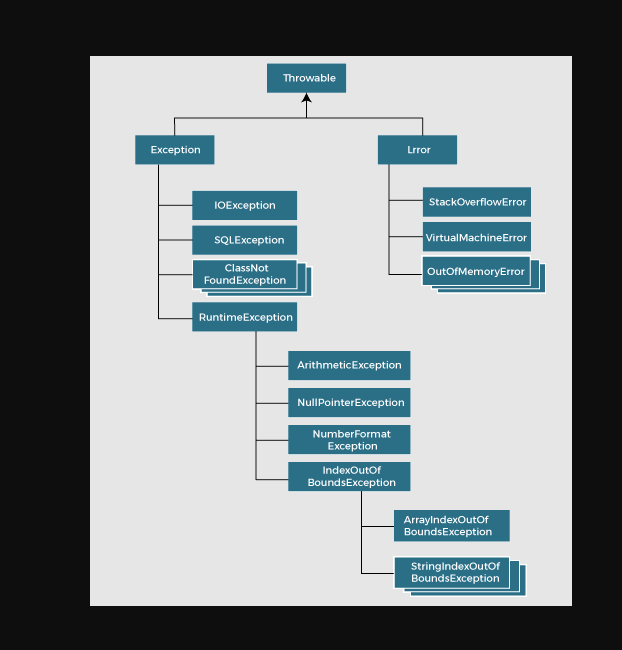 Throwable
Exception
Lrror
IOException
StackOverflowError
SQLException
VirtualMachineError
ClassNot
FoundException
OutOfMemoryError
RuntimeException
ArithmeticException
NullPointerException
NumberFormat
Exception
IndexOutOf
BoundsException
ArrayIndexOutOf
BoundsException
StringIndexOutOf
BoundsException